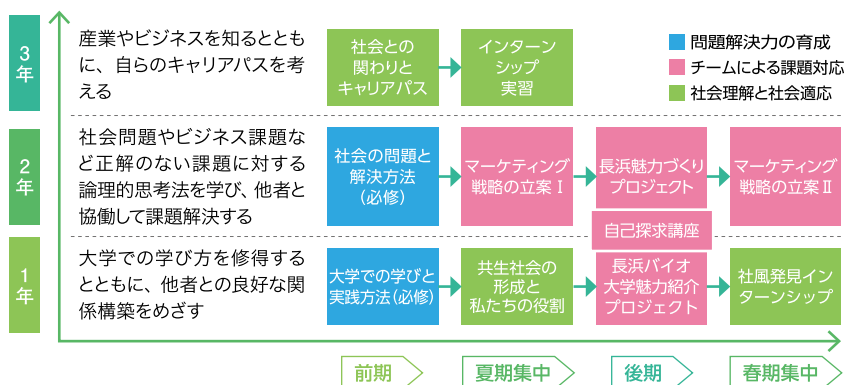 3年
産業やビジネスを知るととも
に、自らのキャリアパスを考
える
社会との
関わりと
キャリアパス
インターン
シップ
実習
問題解決力の育成
チームによる課題対応
社会理解と社会適応
2年
社会問題やビジネス課題な
ど正解のない課題に対する
論理的思考法を学び、他者と
協働して課題解決する
社会の問題と
解決方法
(必修)
マーケティング
戦略の立案Ⅰ
長浜魅力づくり
プロジェクト
マーケティング
戦略の立案Ⅱ
自己探求講座
1年
大学での学び方を修得する
とともに、他者との良好な関
係構築をめざす
大学での学びと
実践方法(必修)
共生社会の
形成と
私たちの役割
長浜バイオ
大学魅力紹介
プロジェクト
社風発見イン
ターンシップ
前期
夏期集中
後期
春期集中